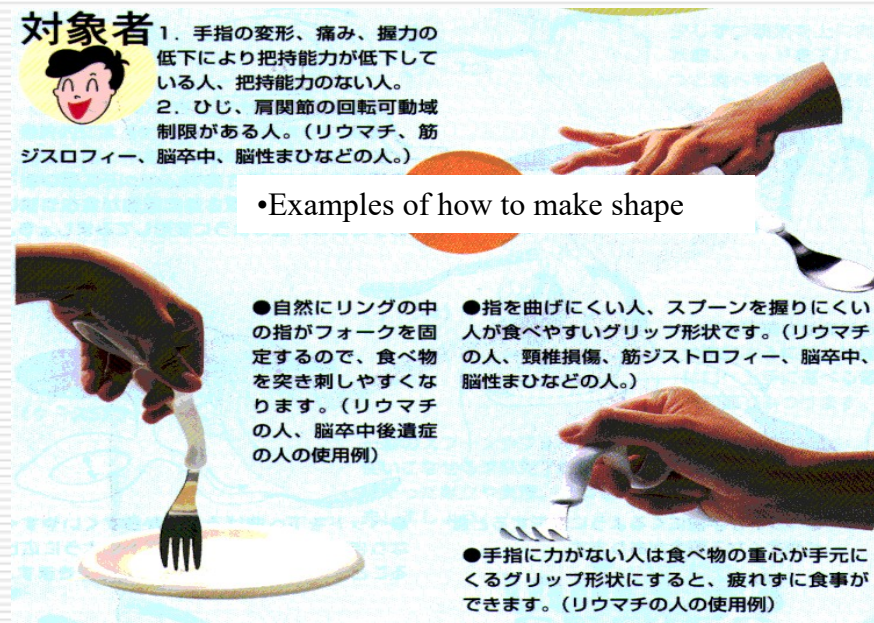 対象者
1．手指の変形、痛み、握力の
低下により把持能力が低下して
いる人、把持能力のない人。
2．ひじ、肩関節の回転可動域
制限がある人。（リウマチ、筋
ジスロフィー、脳卒中、脳性まひなどの人。）
•Examples of how to make shape
●自然にリングの中
の指がフォークを固
定するので、食べ物
を突き刺しやすくな
ります。（リウマチ
の人、脳卒中後遺症
の人の使用例）
●指を曲げにくい人、スプーンを握りにくい
人が食べやすいグリップ形状です。（リウマチ
の人、頸椎損傷、筋ジストロフィー、脳卒中、
脳性まひなどの人。）
●手指に力がない人は食べ物の重心が手元に
くるグリップ形状にすると、疲れずに食事が
できます。（リウマチの人の使用例）